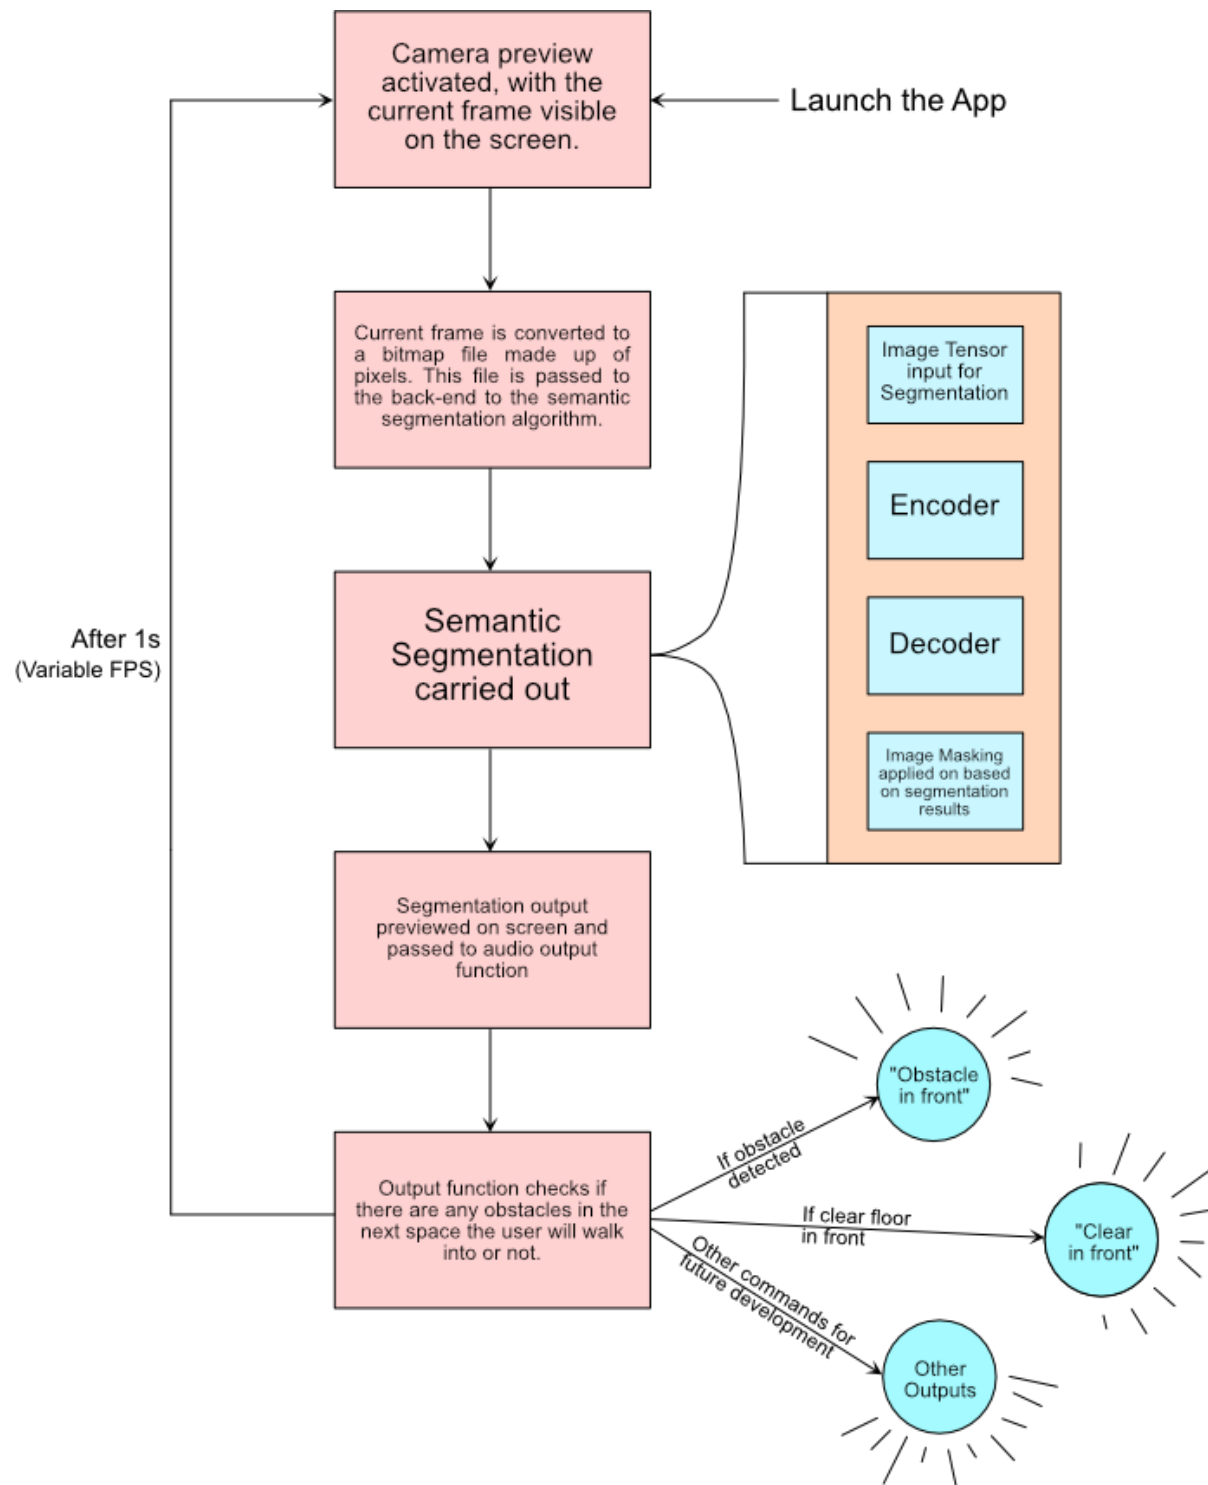 Camera preview
activated, with the
current frame visible
on the screen.
Launch the App
Current frame is converted to
a bitmap file made up of
pixels. This file is passed to
the back-end to the semantic
segmentation algorithm.
Image Tensor
input for
Segmentation
Encoder
Semantic
Segmentation
carried out
After 1s
(Variable FPS)
Decoder
Image Masking
applied on based
on segmentation
results
Segmentation output
previewed on screen and
passed to audio output
function
Output function checks if
there are any obstacles in the
next space the user will walk
into or not.
If obstacle
detected
"Obstacle
in front"
If clear floor
in front
"Clear
in front"
Other commands for
future development
Other
Outputs